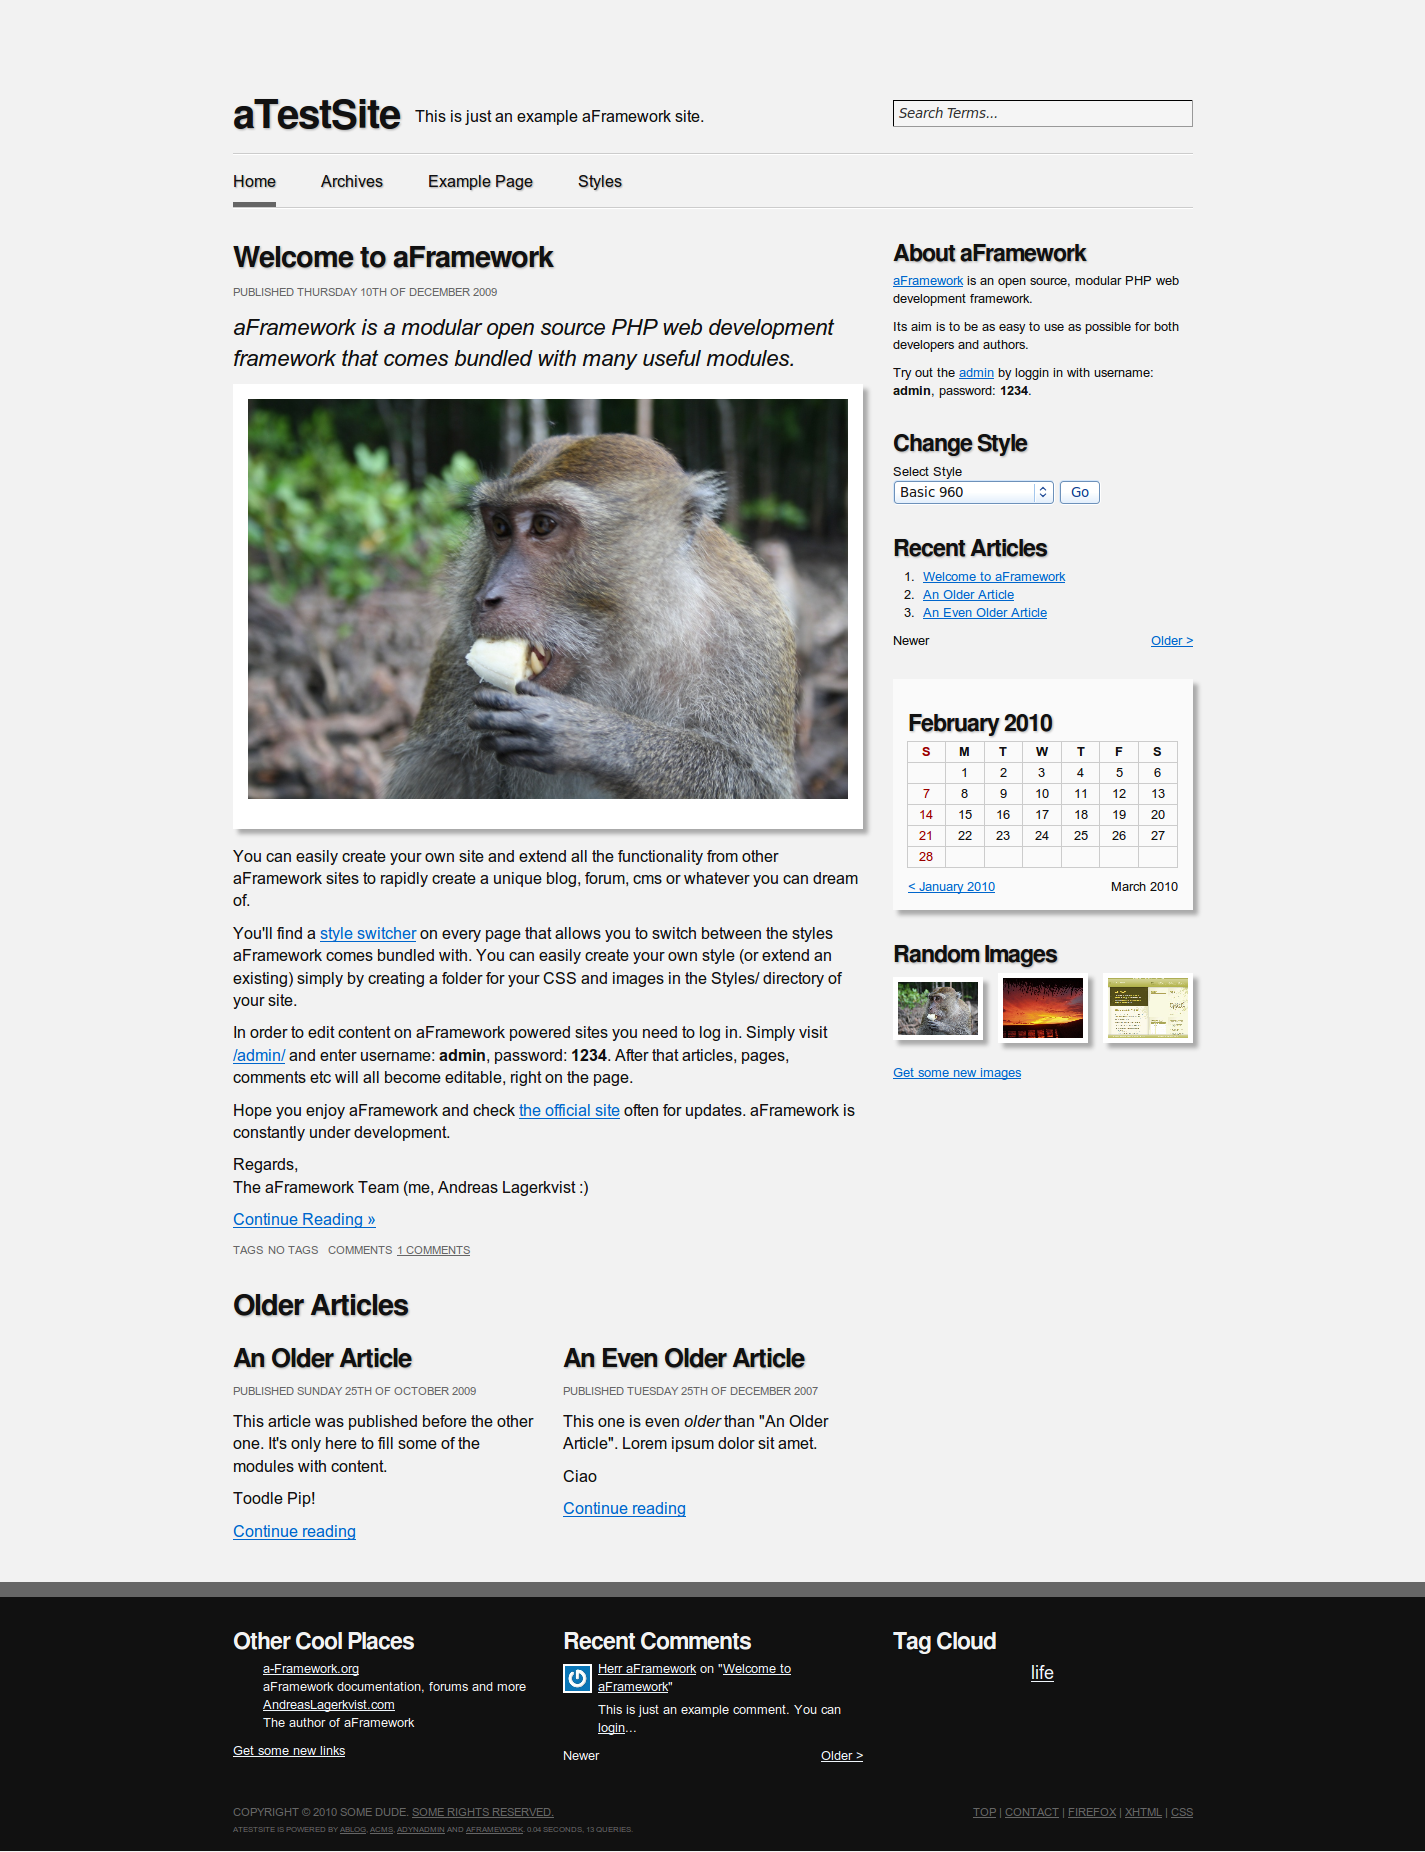 aTestSite
This is just an example aFramework site.
Search Terms...
Home
Archives
Example Page
Styles
Welcome to aFramework
PUBLISHED THURSDAY 10TH OF DECEMBER 2009
aFramework is a modular open source PHP web development
framework that comes bundled with many useful modules.
You can easily create your own site and extend all the functionality from other
aFramework sites to rapidly create a unique blog, forum, cms or whatever you can dream
of.
You'll find a style switcher on every page that allows you to switch between the styles
aFramework comes bundled with. You can easily create your own style (or extend an
existing) simply by creating a folder for your CSS and images in the Styles/ directory of
your site.
In order to edit content on aFramework powered sites you need to log in. Simply visit
/admin/ and enter username: admin, password: 1234. After that articles, pages,
comments etc will all become editable, right on the page.
Hope you enjoy aFramework and check the official site often for updates. aFramework is
constantly under development.
Regards,
The aFramework Team (me, Andreas Lagerkvist :)
Continue Reading »
TAGS NO TAGS COMMENTS 1 COMMENTS
Older Articles
An Older Article
PUBLISHED SUNDAY 25TH OF OCTOBER 2009
This article was published before the other
one. It's only here to fill some of the
modules with content.
Toodle Pip!
Continue reading
An Even Older Article
PUBLISHED TUESDAY 25TH OF DECEMBER 2007
This one is even older than "An Older
Article". Lorem ipsum dolor sit amet.
Ciao
Continue reading
About aFramework
aFramework is an open source, modular PHP web
development framework.
Its aim is to be as easy to use as possible for both
developers and authors.
Try out the admin by loggin in with username:
admin, password: 1234.
Change Style
Select Style
Basic 960
Go
Recent Articles
1. Welcome to aFramework
2. An Older Article
3. An Even Older Article
Newer
Older >
February 2010
S M T W T F S
1 2 3 4 5 6
7 8 9 10 11 12 13
14 15 16 17 18 19 20
21 22 23 24 25 26 27
28
< January 2010
March 2010
Random Images
Get some new images
Other Cool Places
a-Framework.org
aFramework documentation, forums and more
AndreasLagerkvist.com
The author of aFramework
Get some new links
Recent Comments
Herr aFramework on "Welcome to
aFramework"
This is just an example comment. You can
login...
Newer
Older >
Tag Cloud
life
COPYRIGHT © 2010 SOME DUDE. SOME RIGHTS RESERVED.
ATESTSITE IS POWERED BY ABLOG, ACMS, ADYNADMIN AND AFRAMEWORK. 0.04 SECONDS, 13 QUERIES.
TOP | CONTACT | FIREFOX | XHTML | CSS